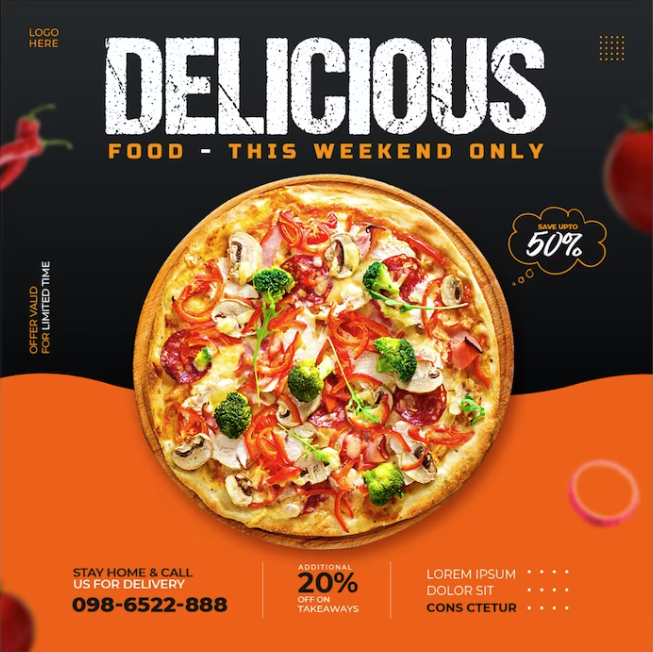 LOGO
HERE
DELICIOUS
FOOD - THIS WEEKEND ONLY
SAVE UPTO
50%
OFFER VALID
FOR LIMITED TIME
STAY HOME & CALL
US FOR DELIVERY
098-6522-888
ADDITIONAL
20%
OFF ON
TAKEAWAYS
LOREM IPSUM
DOLOR SIT
CONS CTETUR